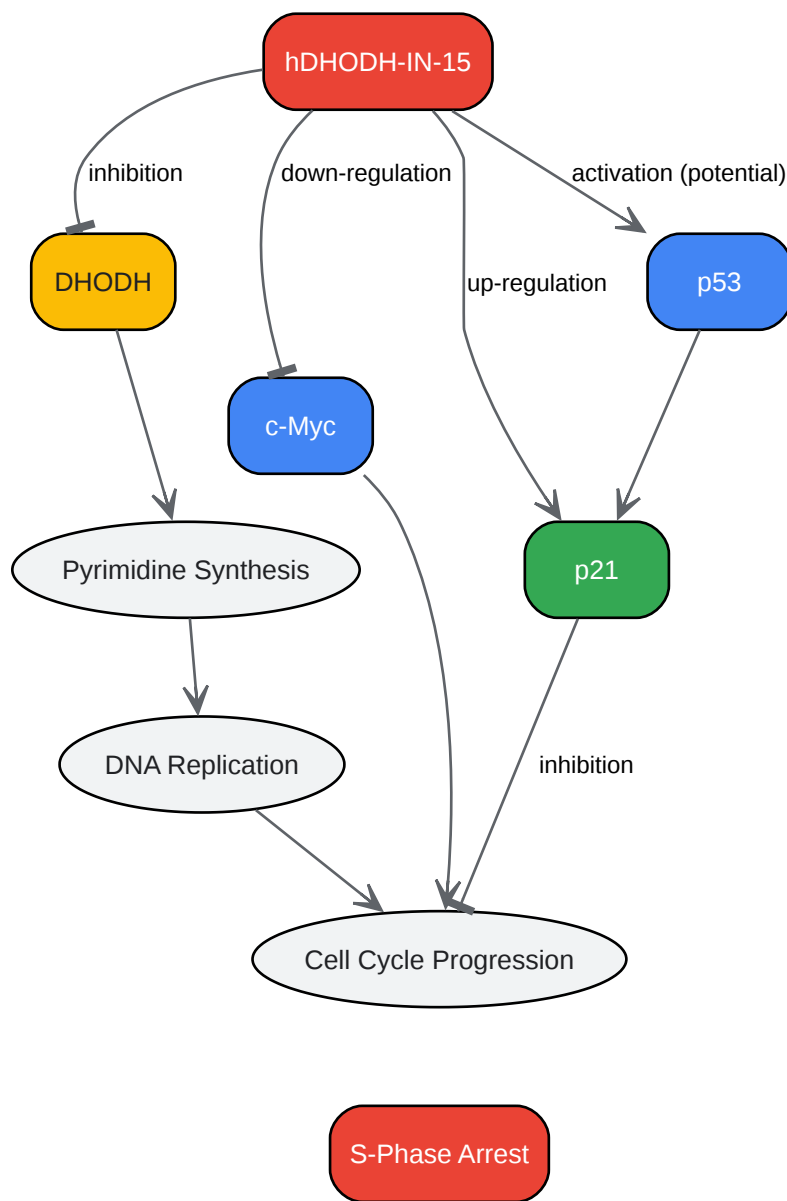 hDHODH-IN-15
inhibition
down-regulation
activation (potential)
DHODH
up-regulation
p53
c-Myc
Pyrimidine Synthesis
p21
DNA Replication
inhibition
Cell Cycle Progression
S-Phase Arrest